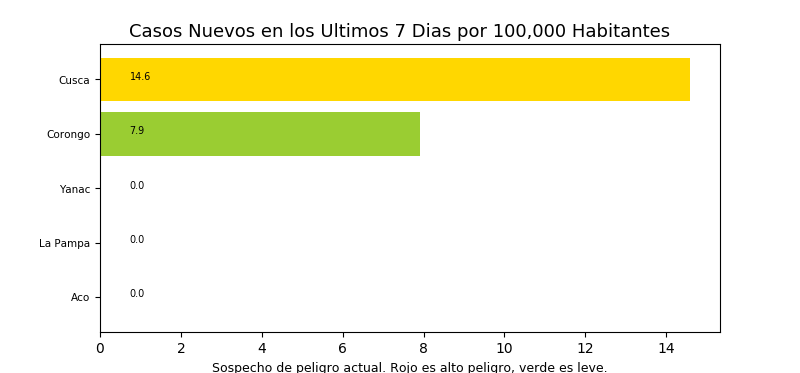 Casos Nuevos en los Ultimos 7 Dias por 100,000 Habitantes
Cusca 14.6
Corongo 7.9
Yanac 0.0
La Pampa 0.0
Aco 0.0
0 2 4 6 8 10 12 14
Sospecho de peligro actual. Rojo es alto peligro, verde es leve.